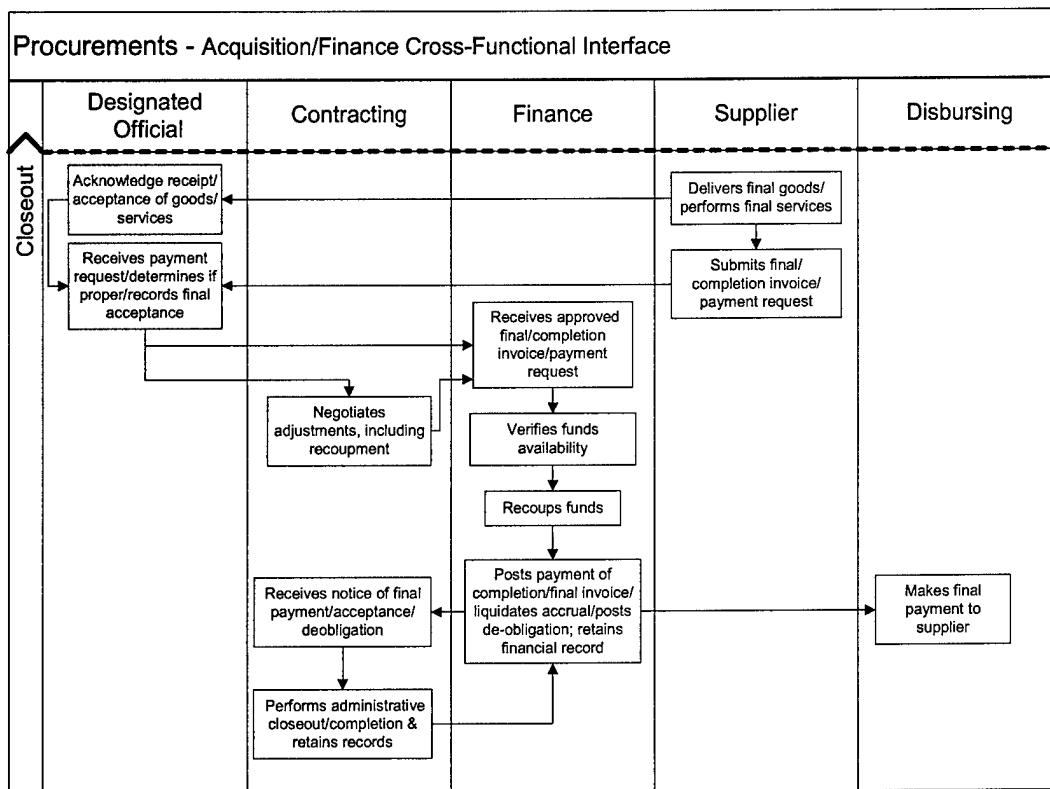 Procurements - Acquisition/Finance Cross-Functional Interface
Designated
Official
Contracting
Finance
Supplier
Disbursing
Closeout
Acknowledge receipt/
acceptance of goods/
services
Delivers final goods/
performs final services
Receives payment
request/determines if
proper/records final
acceptance
Submits final/
completion invoice/
payment request
Receives approved
final/completion
invoice/payment
request
Negotiates
adjustments, including
recoupment
Verifies funds
availability
Recoups funds
Receives notice of final
payment/acceptance/
deobligation
Posts payment of
completion/final invoice/
liquidates accrual/posts
de-obligation; retains
financial record
Makes final
payment to
supplier
Performs administrative
closeout/completion &
retains records